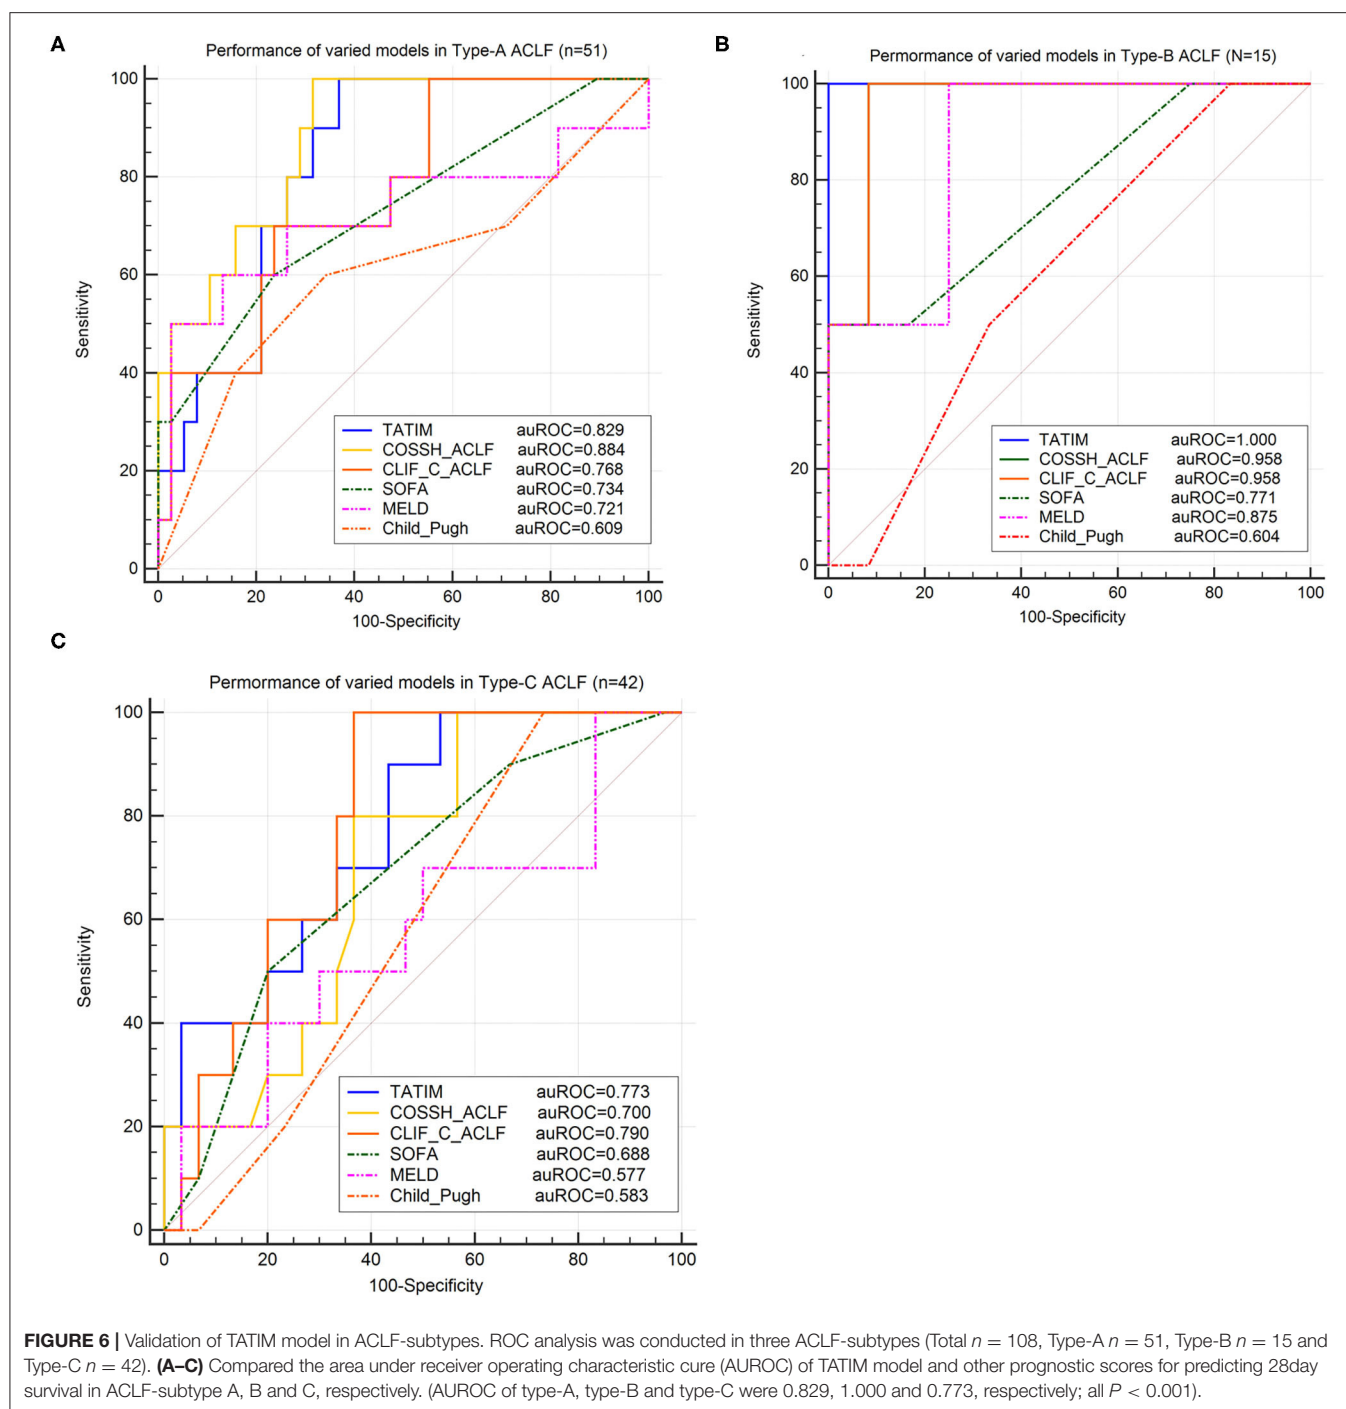 A
Performance of varied models in Type-A ACLF (n=51)
100
80
60
40
20
0
Sensitivity
0 20 40 60 80 100
100-Specificity
TATIM auROC=0.829
COSSH_ACLF auROC=0.884
CLIF_C_ACLF auROC=0.768
SOFA auROC=0.734
MELD auROC=0.721
Child_Pugh auROC=0.609
B
Permormance of varied models in Type-B ACLF (N=15)
100
80
60
40
20
0
Sensitivity
0 20 40 60 80 100
100-Specificity
TATIM auROC=1.000
COSSH_ACLF auROC=0.958
CLIF_C_ACLF auROC=0.958
SOFA auROC=0.771
MELD auROC=0.875
Child_Pugh auROC=0.604
C
Permormance of varied models in Type-C ACLF (n=42)
100
80
60
40
20
0
Sensitivity
0 20 40 60 80 100
100-Specificity
TATIM auROC=0.773
COSSH_ACLF auROC=0.700
CLIF_C_ACLF auROC=0.790
SOFA auROC=0.688
MELD auROC=0.577
Child_Pugh auROC=0.583
FIGURE 6 | Validation of TATIM model in ACLF-subtypes. ROC analysis was conducted in three ACLF-subtypes (Total n = 108, Type-A n = 51, Type-B n = 15 and
Type-C n = 42). (A–C) Compared the area under receiver operating characteristic cure (AUROC) of TATIM model and other prognostic scores for predicting 28day
survival in ACLF-subtype A, B and C, respectively. (AUROC of type-A, type-B and type-C were 0.829, 1.000 and 0.773, respectively; all P < 0.001).